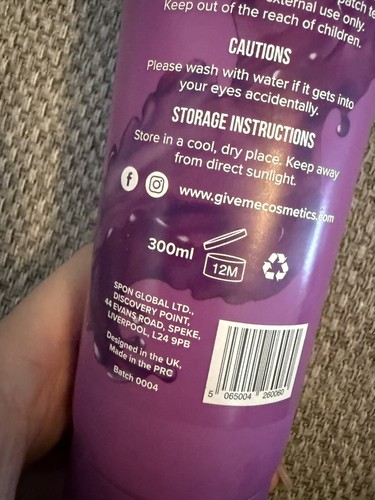 patch te
external use only.
Keep out of the reach of children.
CAUTIONS
Please wash with water if it gets into
your eyes accidentally.
STORAGE INSTRUCTIONS
Store in a cool, dry place. Keep away
from direct sunlight.
www.givemecosmetics.com
300ml
12M
SPON GLOBAL LTD.,
DISCOVERY POINT,
44 EVANS ROAD, SPEKE,
LIVERPOOL, L24 9PB
Designed in the UK,
Made in the PRC
Batch 0004
5 065004 260060